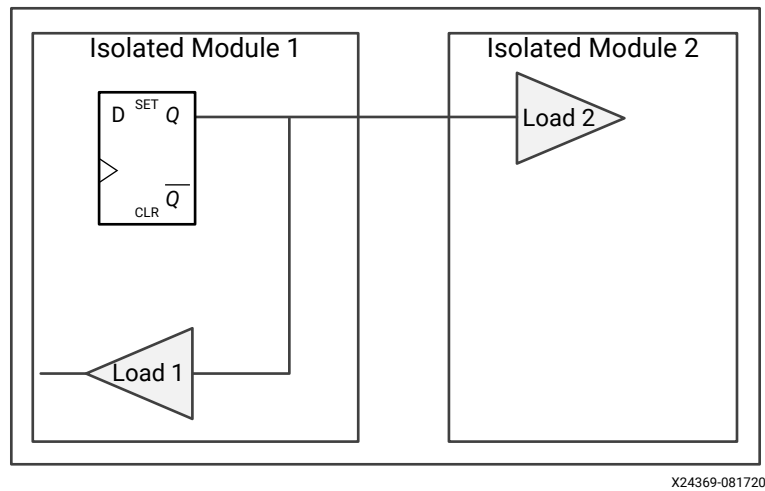 Isolated Module 1
Isolated Module 2
D SET Q
Q
CLR
Load 2
Load 1
X24369-081720